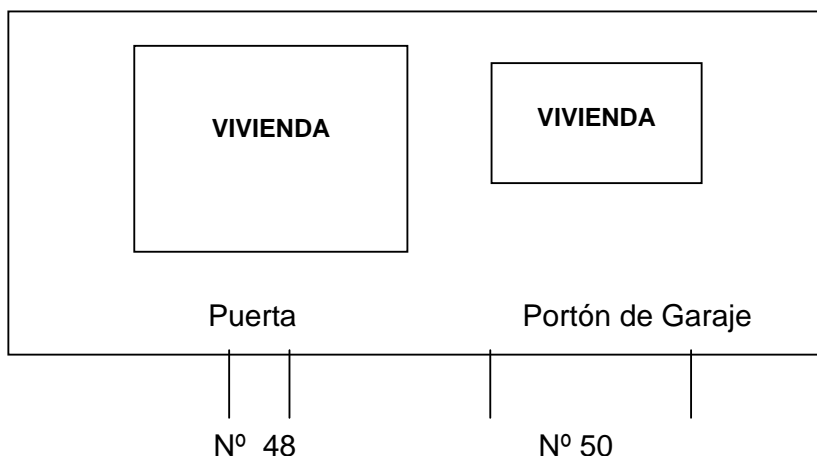 VIVIENDA
VIVIENDA
Puerta
Portón de Garaje
Nº 48
Nº 50